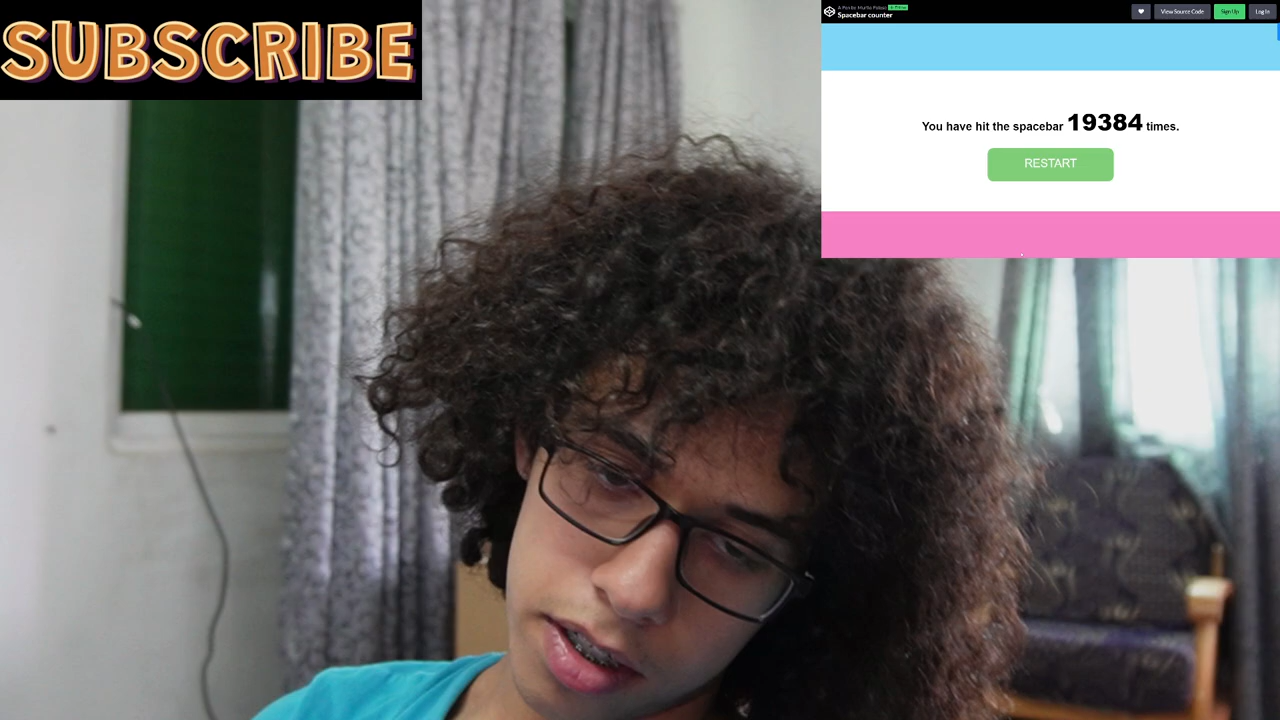 SUBSCRIBE
Spacebar counter
View Source Code
Sign Up
Log In
You have hit the spacebar 19384 times.
RESTART